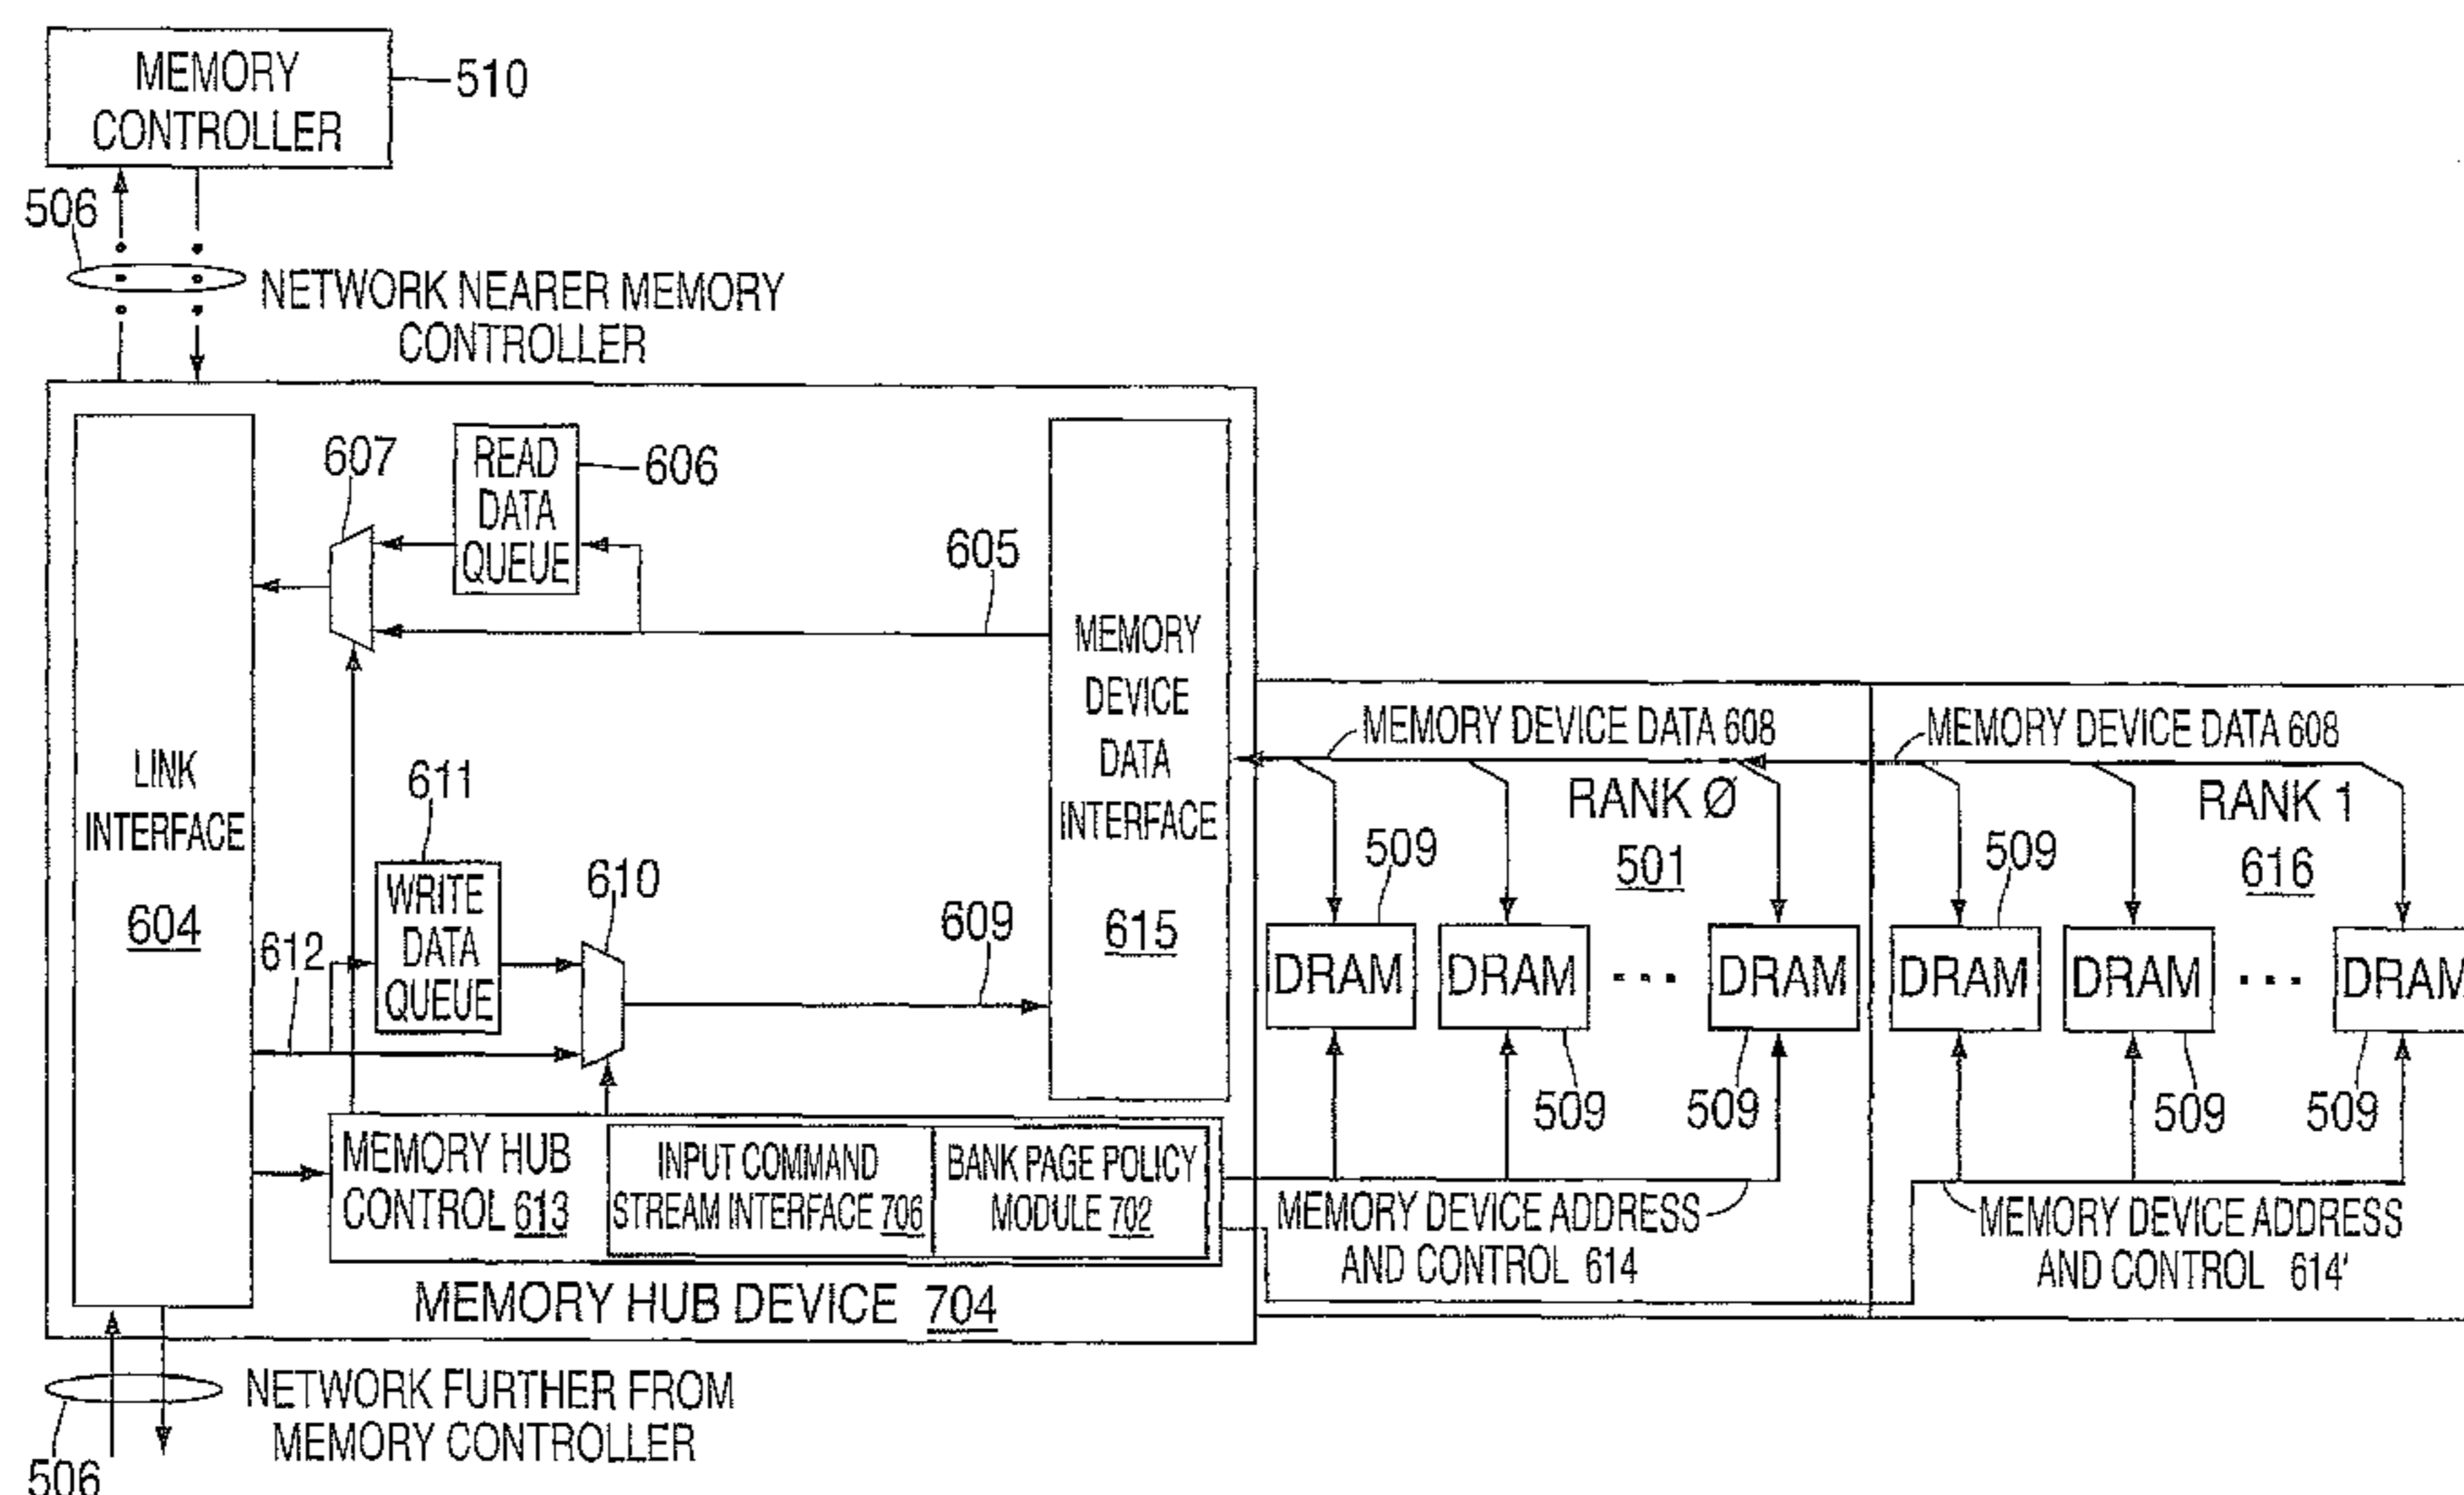 MEMORY
CONTROLLER
510
506
NETWORK NEARER MEMORY
CONTROLLER
607
READ
DATA
QUEUE
606
605
LINK
INTERFACE
604
611
WRITE
DATA
QUEUE
612
610
609
MEMORY
DEVICE
DATA
INTERFACE
615
MEMORY HUB
CONTROL 613
INPUT COMMAND
STREAM INTERFACE 706
BANK PAGE POLICY
MODULE 702
MEMORY HUB DEVICE 704
MEMORY DEVICE DATA 608
RANK Ø
501
509
DRAM
DRAM
...
DRAM
509
509
MEMORY DEVICE ADDRESS
AND CONTROL 614
MEMORY DEVICE DATA 608
RANK 1
616
509
DRAM
DRAM
...
DRAM
509
509
MEMORY DEVICE ADDRESS
AND CONTROL 614'
NETWORK FURTHER FROM
MEMORY CONTROLLER
506